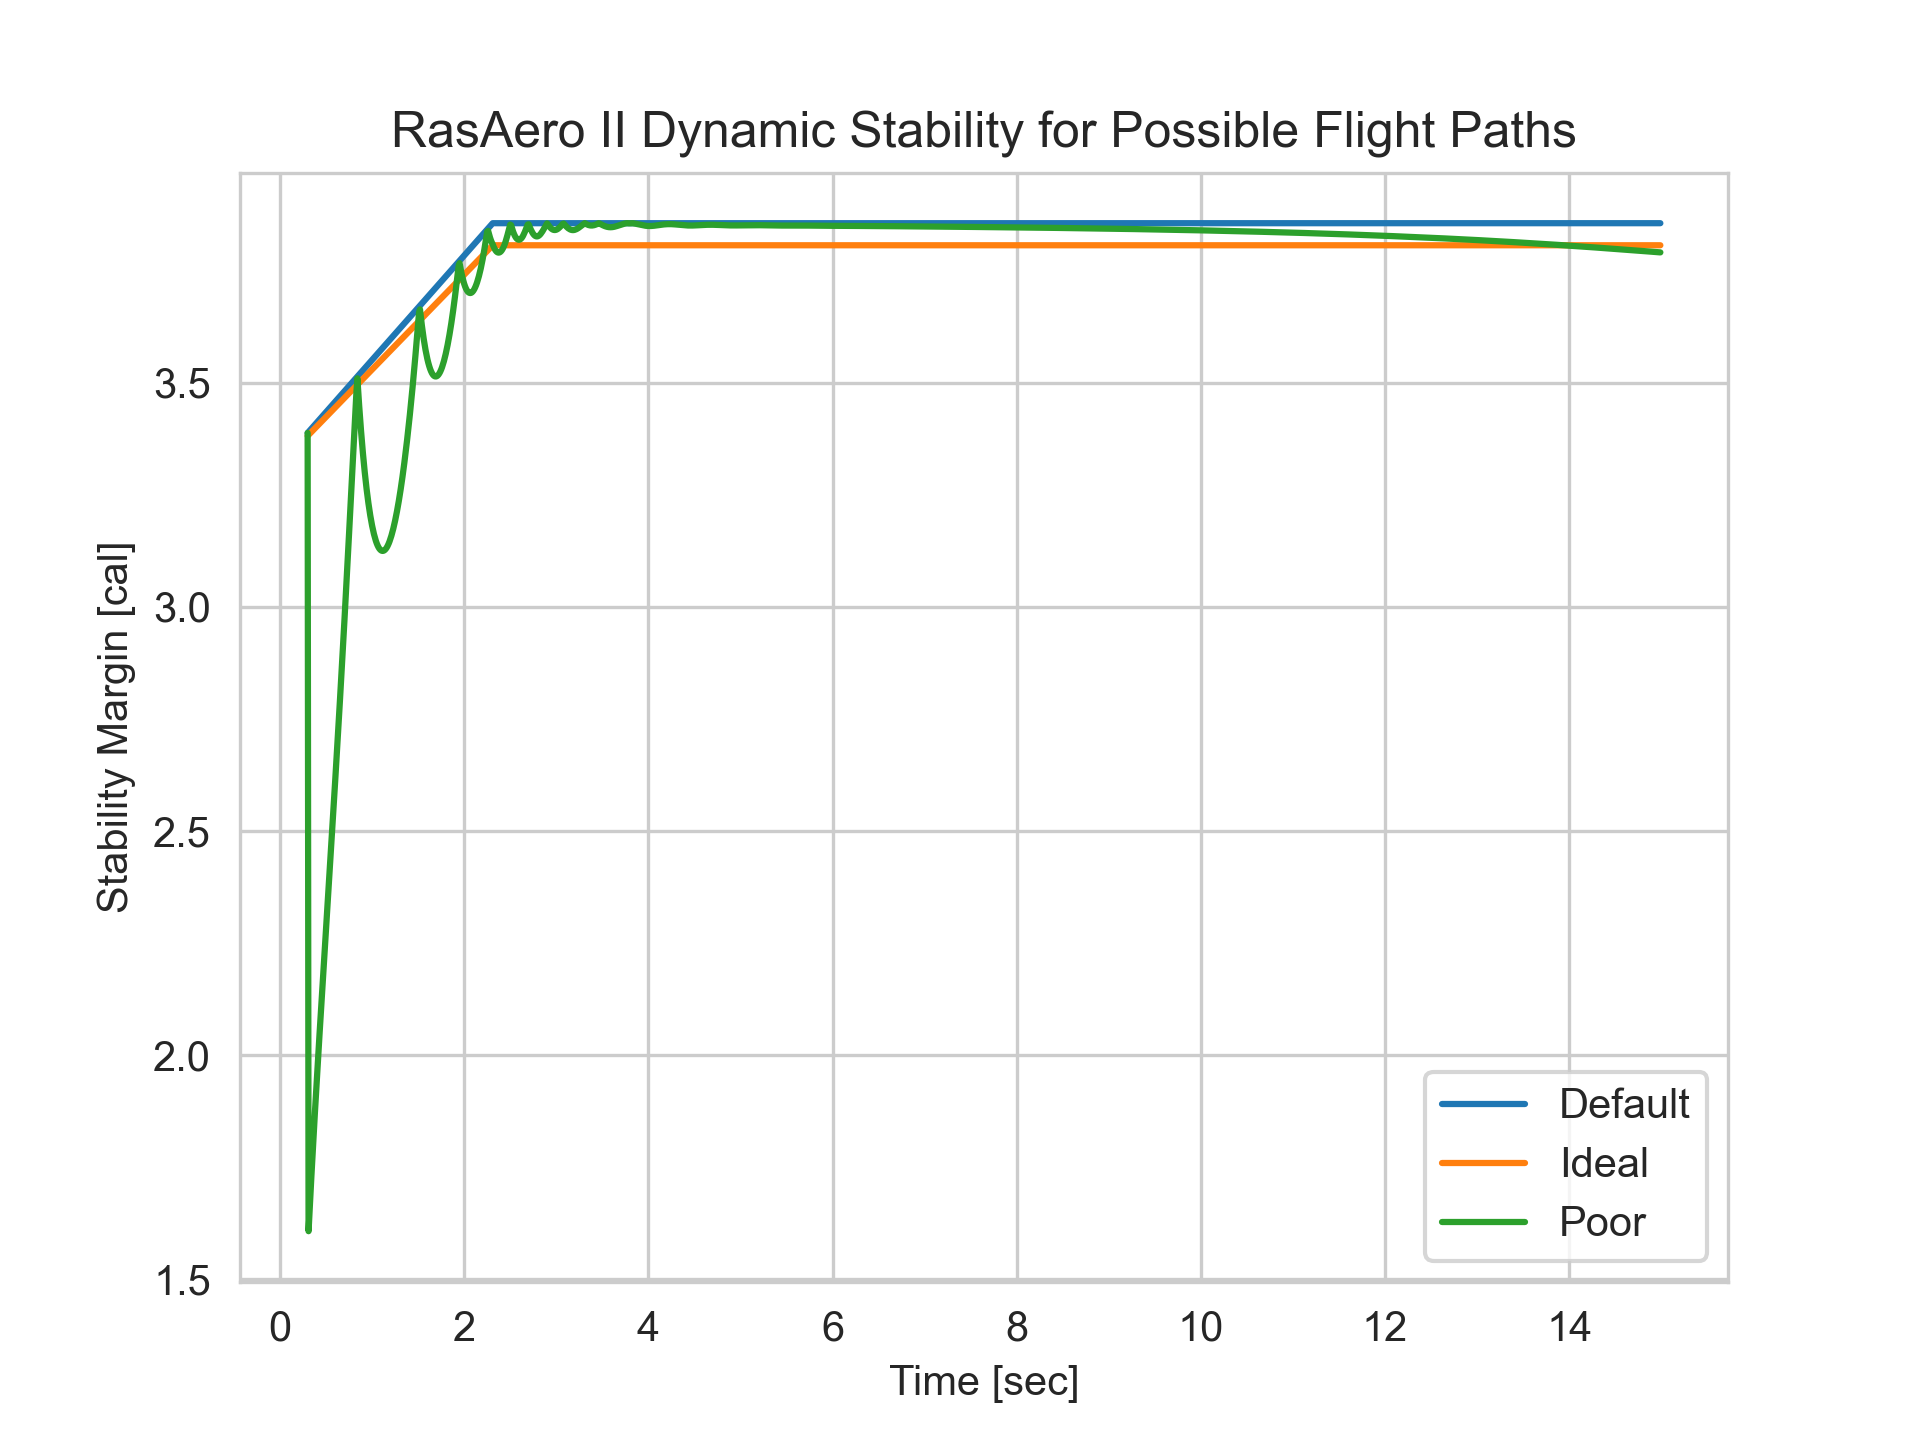 RasAero II Dynamic Stability for Possible Flight Paths
Stability Margin [cal]
3.5
3.0
2.5
2.0
1.5
0 2 4 6 8 10 12 14
Time [sec]
Default
Ideal
Poor